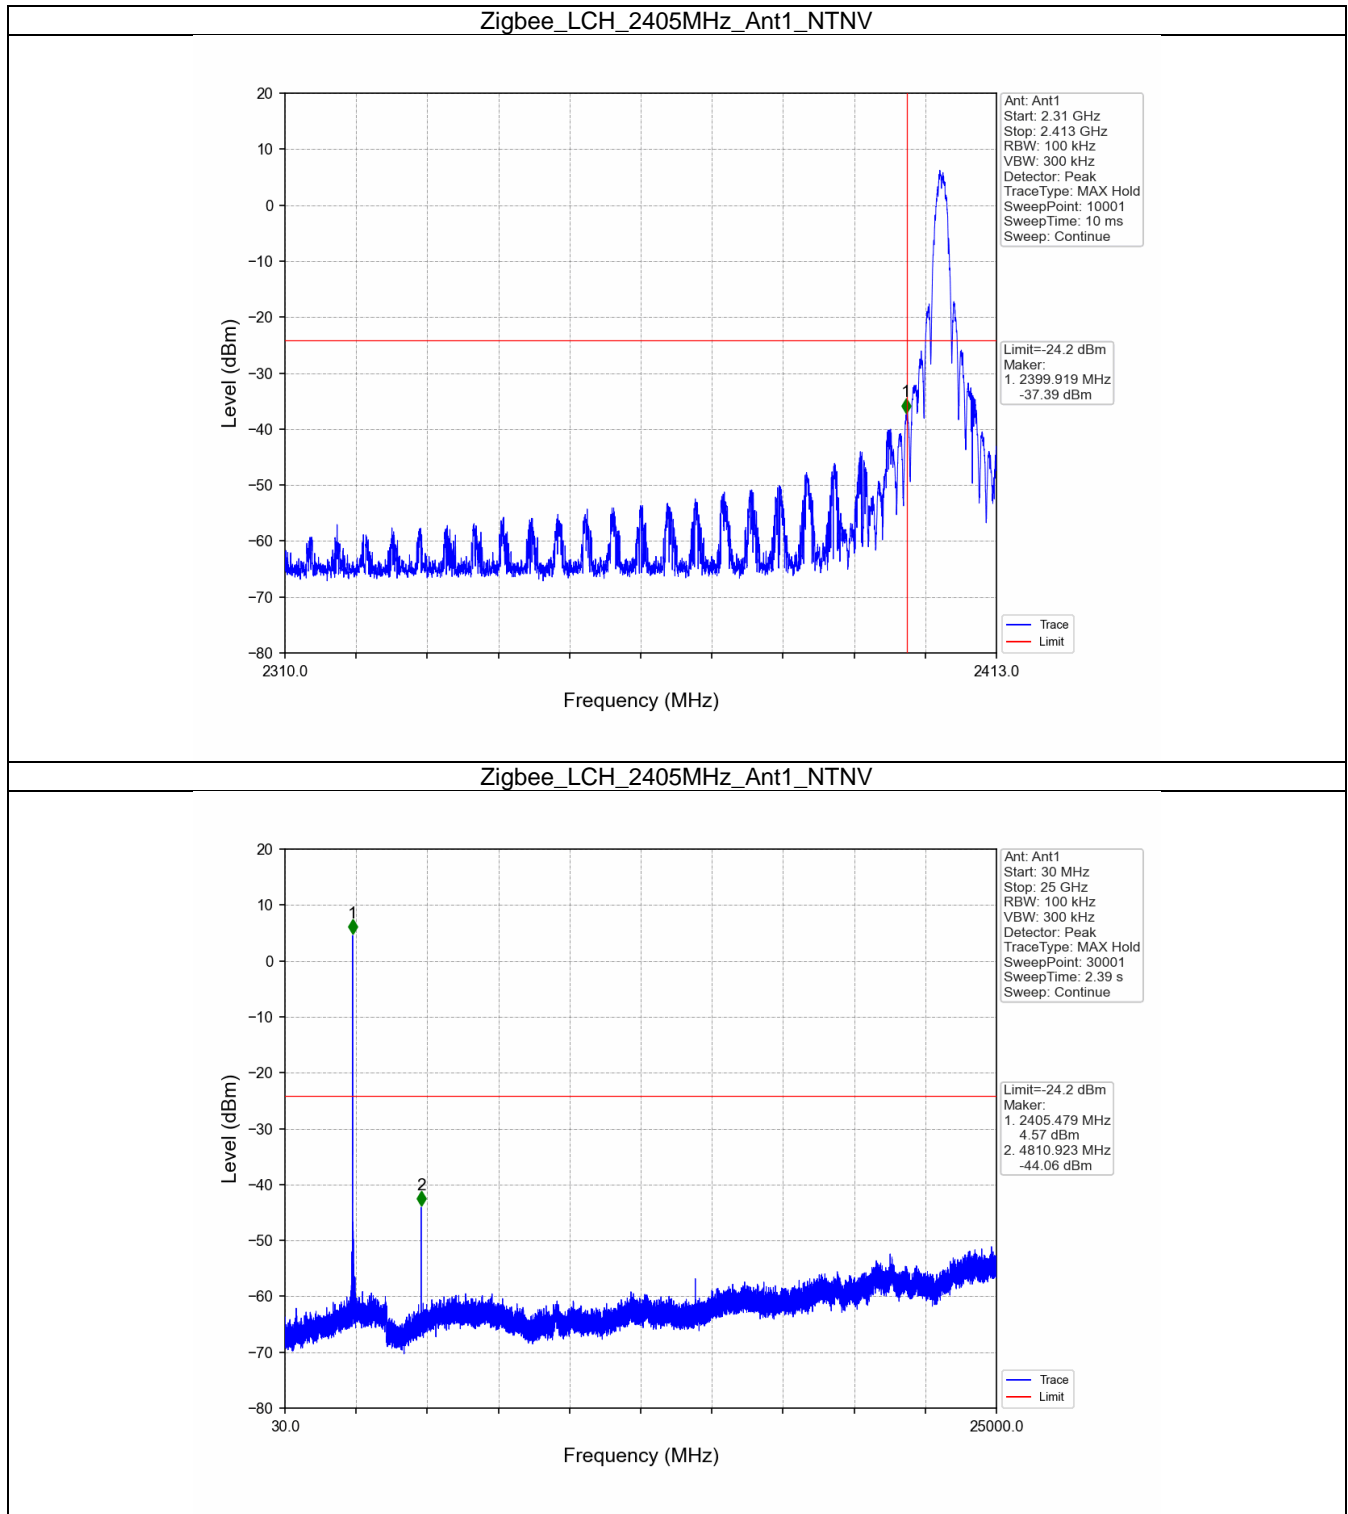 Zigbee_LCH_2405MHz_Ant1_NTNV
20
10
0
−10
−20
−30
−40
−50
−60
−70
−80
Level (dBm)
1
2310.0
2413.0
Frequency (MHz)
Ant: Ant1
Start: 2.31 GHz
Stop: 2.413 GHz
RBW: 100 kHz
VBW: 300 kHz
Detector: Peak
TraceType: MAX Hold
SweepPoint: 10001
SweepTime: 10 ms
Sweep: Continue
Limit=-24.2 dBm
Maker:
1. 2399.919 MHz
-37.39 dBm
Trace
Limit
Zigbee_LCH_2405MHz_Ant1_NTNV
20
10
0
−10
−20
−30
−40
−50
−60
−70
−80
Level (dBm)
1
2
30.0
25000.0
Frequency (MHz)
Ant: Ant1
Start: 30 MHz
Stop: 25 GHz
RBW: 100 kHz
VBW: 300 kHz
Detector: Peak
TraceType: MAX Hold
SweepPoint: 30001
SweepTime: 2.39 s
Sweep: Continue
Limit=-24.2 dBm
Maker:
1. 2405.479 MHz
4.57 dBm
2. 4810.923 MHz
-44.06 dBm
Trace
Limit